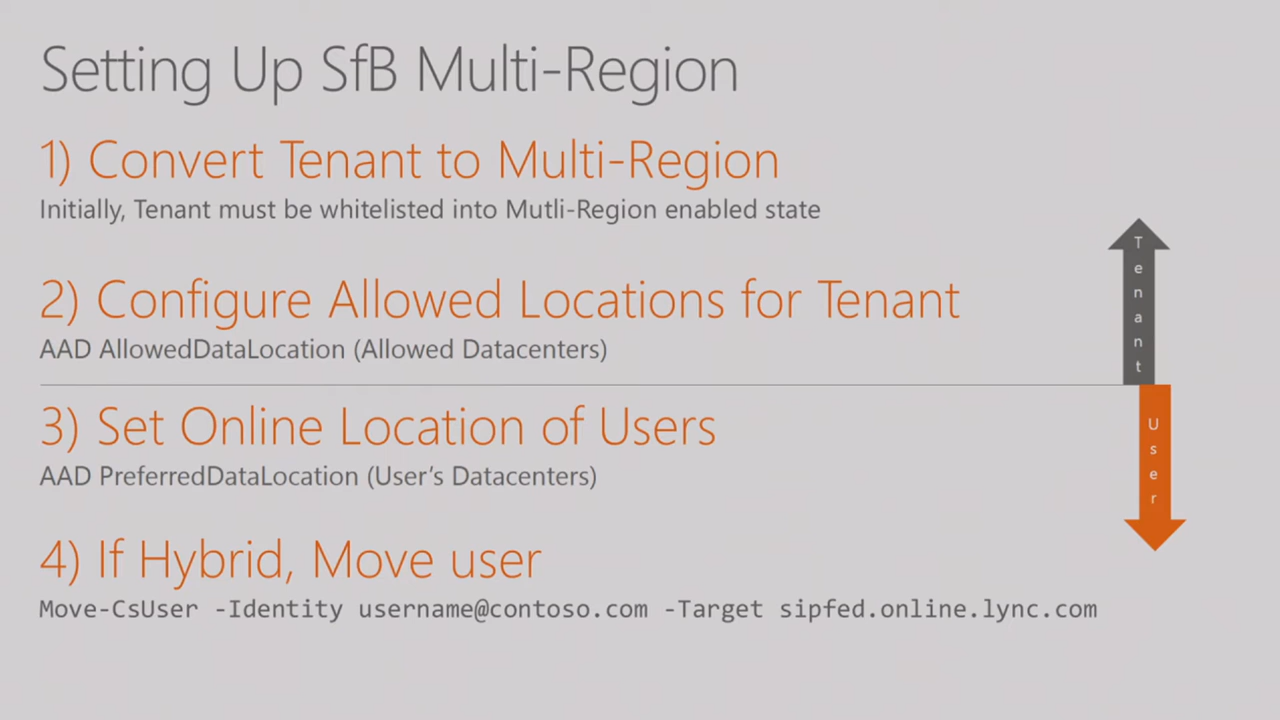 Setting Up SfB Multi-Region
1) Convert Tenant to Multi-Region
Initially, Tenant must be whitelisted into Mutli-Region enabled state
2) Configure Allowed Locations for Tenant
AAD AllowedDataLocation (Allowed Datacenters)
Tenant
3) Set Online Location of Users
AAD PreferredDataLocation (User's Datacenters)
User
4) If Hybrid, Move user
Move-CsUser -Identity username@contoso.com -Target sipfed.online.lync.com